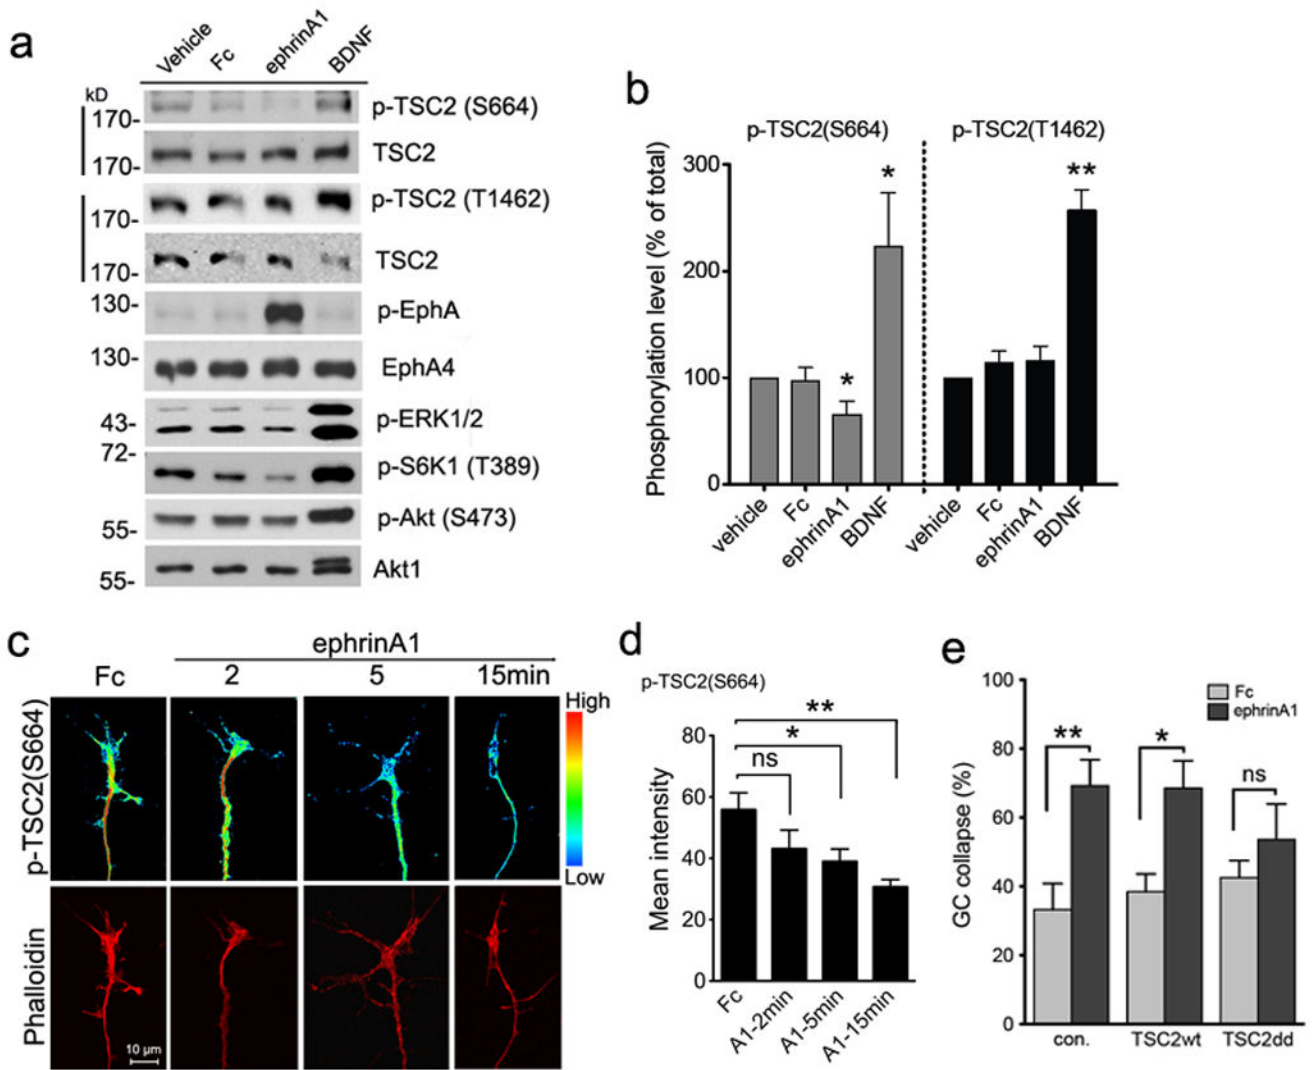 a
Vehicle Fc ephrinA1 BDNF
kD
170- p-TSC2 (S664)
170- TSC2
170- p-TSC2 (T1462)
170- TSC2
130- p-EphA
130- EphA4
43- p-ERK1/2
72- p-S6K1 (T389)
55- p-Akt (S473)
55- Akt1
b
p-TSC2(S664) p-TSC2(T1462)
Phosphorylation level (% of total)
300
200
100
0
* * **
vehicle Fc ephrinA1 BDNF vehicle Fc ephrinA1 BDNF
c
ephrinA1
Fc 2 5 15min
p-TSC2(S664)
High
Low
Phalloidin
10 µm
d
p-TSC2(S664)
**
*
ns
Mean intensity
80
60
40
20
0
Fc A1-2min A1-5min A1-15min
e
Fc
ephrinA1
** * ns
GC collapse (%)
100
80
60
40
20
0
con. TSC2wt TSC2dd